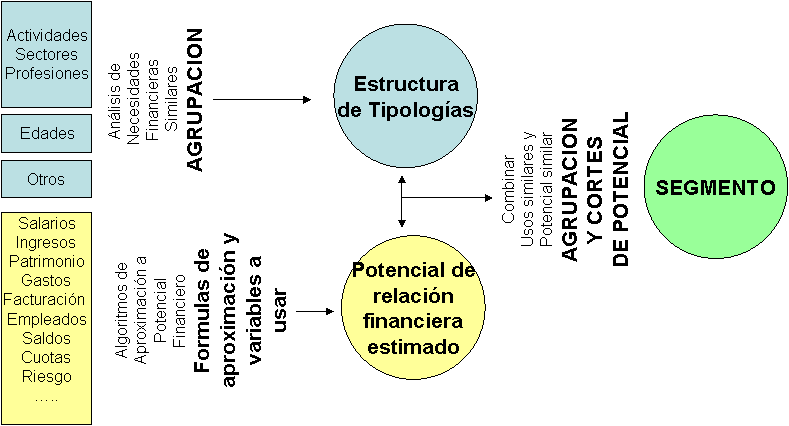 Actividades
Sectores
Profesiones
Edades
Otros
Análisis de
Necesidades
Financieras
Similares
AGRUPACION
Estructura
de Tipologías
Salarios
Ingresos
Patrimonio
Gastos
Facturación
Empleados
Saldos
Cuotas
Riesgo
…..
Algoritmos de
Aproximación a
Potencial
Financiero
Formulas de
aproximación y
variables a
usar
Potencial de
relación
financiera
estimado
Combinar
Usos similares y
Potencial similar
AGRUPACION
Y CORTES
DE POTENCIAL
SEGMENTO